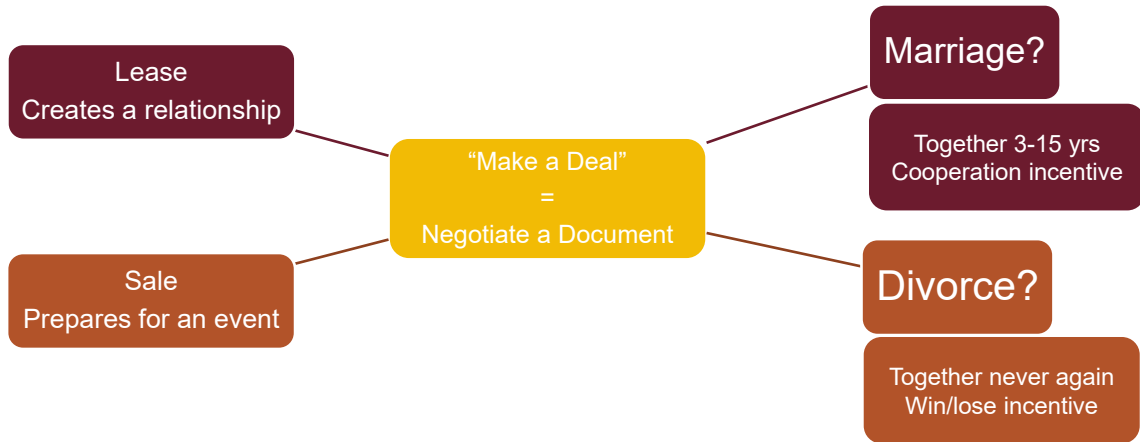 Lease
Creates a relationship
Sale
Prepares for an event
“Make a Deal”
=
Negotiate a Document
Marriage?
Together 3-15 yrs
Cooperation incentive
Divorce?
Together never again
Win/lose incentive